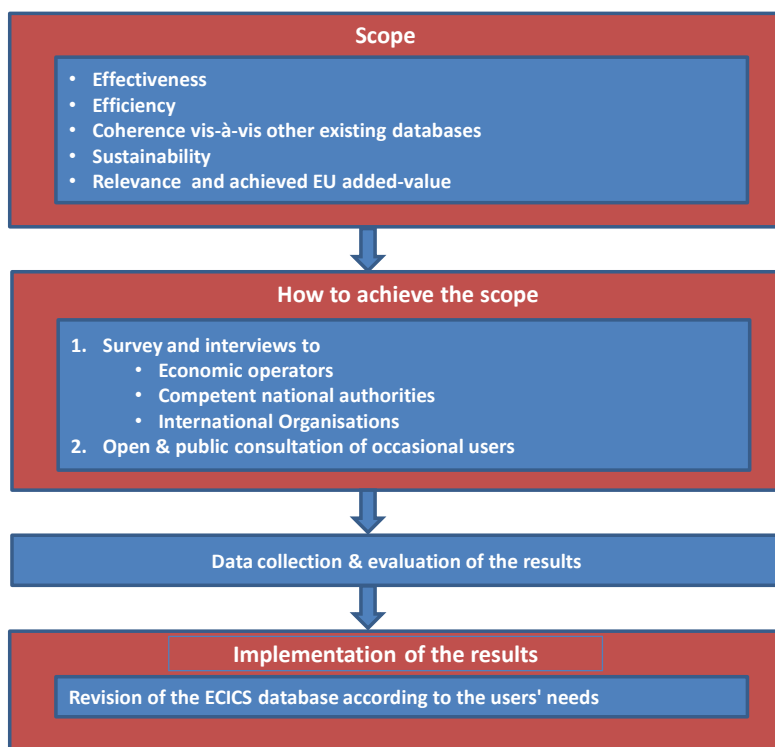 Scope
• Effectiveness
• Efficiency
• Coherence vis-à-vis other existing databases
• Sustainability
• Relevance and achieved EU added-value
How to achieve the scope
1. Survey and interviews to
• Economic operators
• Competent national authorities
• International Organisations
2. Open & public consultation of occasional users
Data collection & evaluation of the results
Implementation of the results
Revision of the ECICS database according to the users' needs